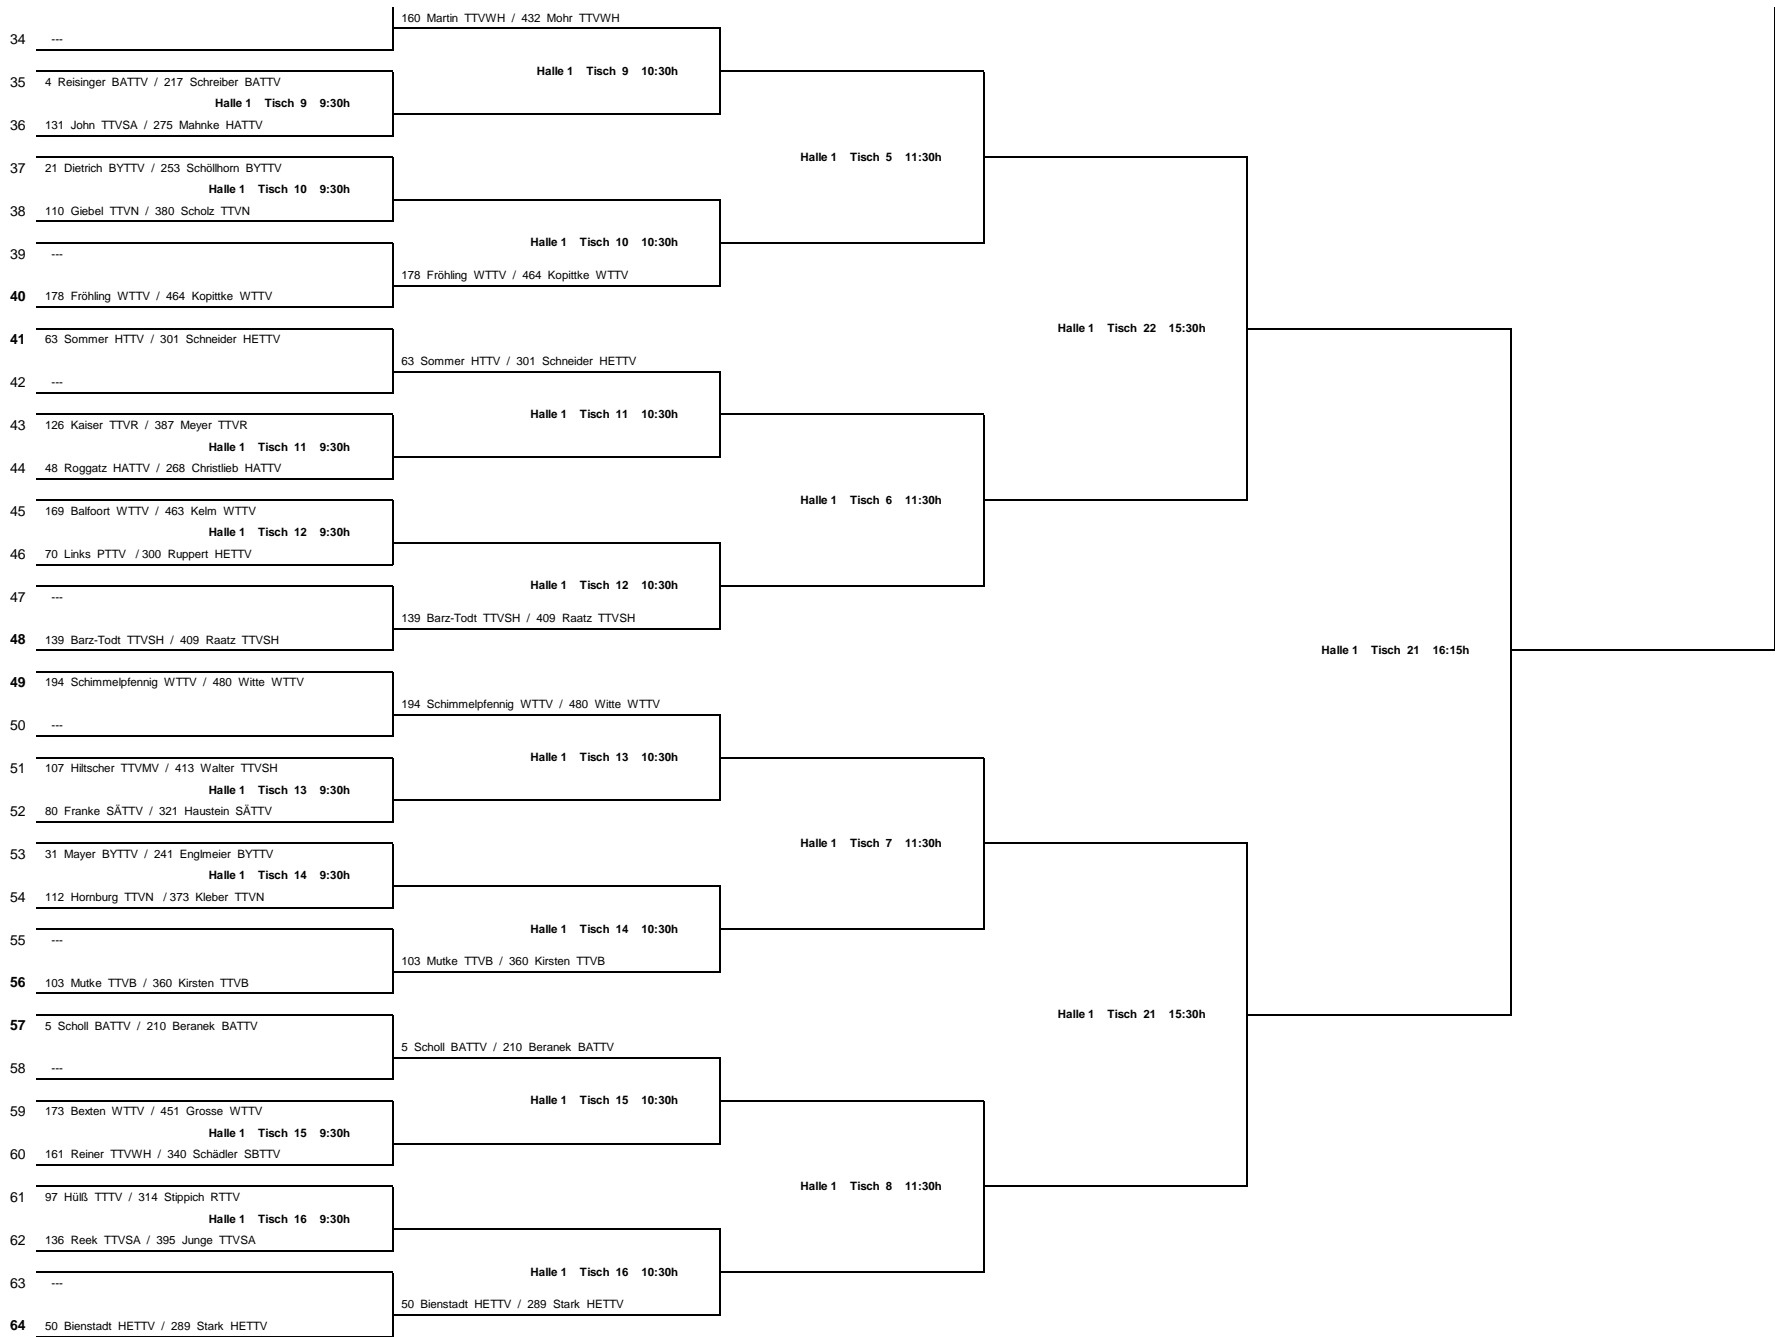 160 Martin TTVWH / 432 Mohr TTVWH
34 ---
Halle 1 Tisch 9 10:30h
35 4 Reisinger BATTV / 217 Schreiber BATTV
Halle 1 Tisch 9 9:30h
36 131 John TTVSA / 275 Mahnke HATTV
Halle 1 Tisch 5 11:30h
37 21 Dietrich BYTTV / 253 Schöllhorn BYTTV
Halle 1 Tisch 10 9:30h
38 110 Giebel TTVN / 380 Scholz TTVN
Halle 1 Tisch 10 10:30h
39 ---
178 Fröhling WTTV / 464 Kopittke WTTV
40 178 Fröhling WTTV / 464 Kopittke WTTV
Halle 1 Tisch 22 15:30h
41 63 Sommer HTTV / 301 Schneider HETTV
63 Sommer HTTV / 301 Schneider HETTV
42 ---
Halle 1 Tisch 11 10:30h
43 126 Kaiser TTVR / 387 Meyer TTVR
Halle 1 Tisch 11 9:30h
44 48 Roggatz HATTV / 268 Christlieb HATTV
Halle 1 Tisch 6 11:30h
45 169 Balfoort WTTV / 463 Kelm WTTV
Halle 1 Tisch 12 9:30h
46 70 Links PTTV / 300 Ruppert HETTV
Halle 1 Tisch 12 10:30h
47 ---
139 Barz-Todt TTVSH / 409 Raatz TTVSH
48 139 Barz-Todt TTVSH / 409 Raatz TTVSH
Halle 1 Tisch 21 16:15h
49 194 Schimmelpfennig WTTV / 480 Witte WTTV
194 Schimmelpfennig WTTV / 480 Witte WTTV
50 ---
Halle 1 Tisch 13 10:30h
51 107 Hiltscher TTVMV / 413 Walter TTVSH
Halle 1 Tisch 13 9:30h
52 80 Franke SÄTTV / 321 Haustein SÄTTV
Halle 1 Tisch 7 11:30h
53 31 Mayer BYTTV / 241 Englmeier BYTTV
Halle 1 Tisch 14 9:30h
54 112 Hornburg TTVN / 373 Kleber TTVN
Halle 1 Tisch 14 10:30h
55 ---
103 Mutke TTVB / 360 Kirsten TTVB
56 103 Mutke TTVB / 360 Kirsten TTVB
Halle 1 Tisch 21 15:30h
57 5 Scholl BATTV / 210 Beranek BATTV
5 Scholl BATTV / 210 Beranek BATTV
58 ---
Halle 1 Tisch 15 10:30h
59 173 Bexten WTTV / 451 Grosse WTTV
Halle 1 Tisch 15 9:30h
60 161 Reiner TTVWH / 340 Schädler SBTTV
Halle 1 Tisch 8 11:30h
61 97 Hülß TTTV / 314 Stippich RTTV
Halle 1 Tisch 16 9:30h
62 136 Reek TTVSA / 395 Junge TTVSA
Halle 1 Tisch 16 10:30h
63 ---
50 Bienstadt HETTV / 289 Stark HETTV
64 50 Bienstadt HETTV / 289 Stark HETTV